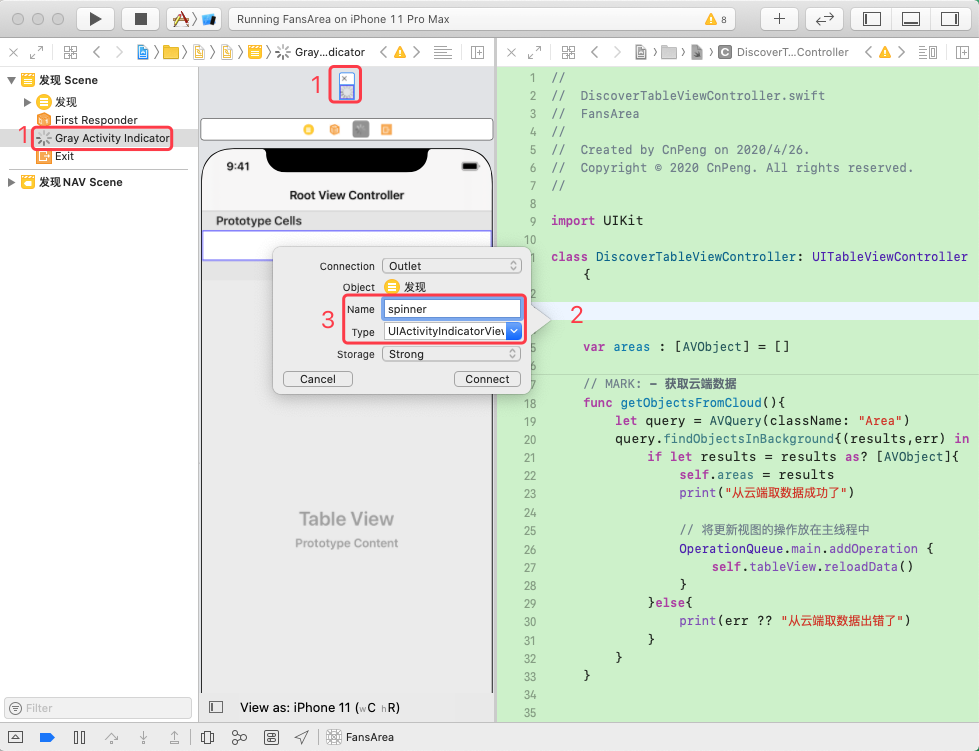 Running FansArea on iPhone 11 Pro Max
8
Gray...dicator
DiscoverT...Controller
发现 Scene
发现
First Responder
1
Gray Activity Indicator
Exit
发现 NAV Scene
Filter
1
9:41
Root View Controller
Prototype Cells
Connection
Outlet
Object
发现
3
Name
spinner
Type
UIActivityIndicatorView
Storage
Strong
Cancel
Connect
2
Table View
Prototype Content
View as: iPhone 11 (wC hR)
1 //
2 //  DiscoverTableViewController.swift
3 //  FansArea
4 //
5 //  Created by CnPeng on 2020/4/26.
6 //  Copyright © 2020 CnPeng. All rights reserved.
7 //
8
9 import UIKit
10
1 class DiscoverTableViewController: UITableViewController
{
2
5 var areas : [AVObject] = []
6
7 // MARK: - 获取云端数据
18 func getObjectsFromCloud(){
19 let query = AVQuery(className: "Area")
20 query.findObjectsInBackground{(results,err) in
21 if let results = results as? [AVObject]{
22 self.areas = results
23 print("从云端取数据成功了")
24
25 // 将更新视图的操作放在主线程中
26 OperationQueue.main.addOperation {
27 self.tableView.reloadData()
28 }
29 }else{
30 print(err ?? "从云端取数据出错了")
31 }
32 }
33 }
34
35
FansArea